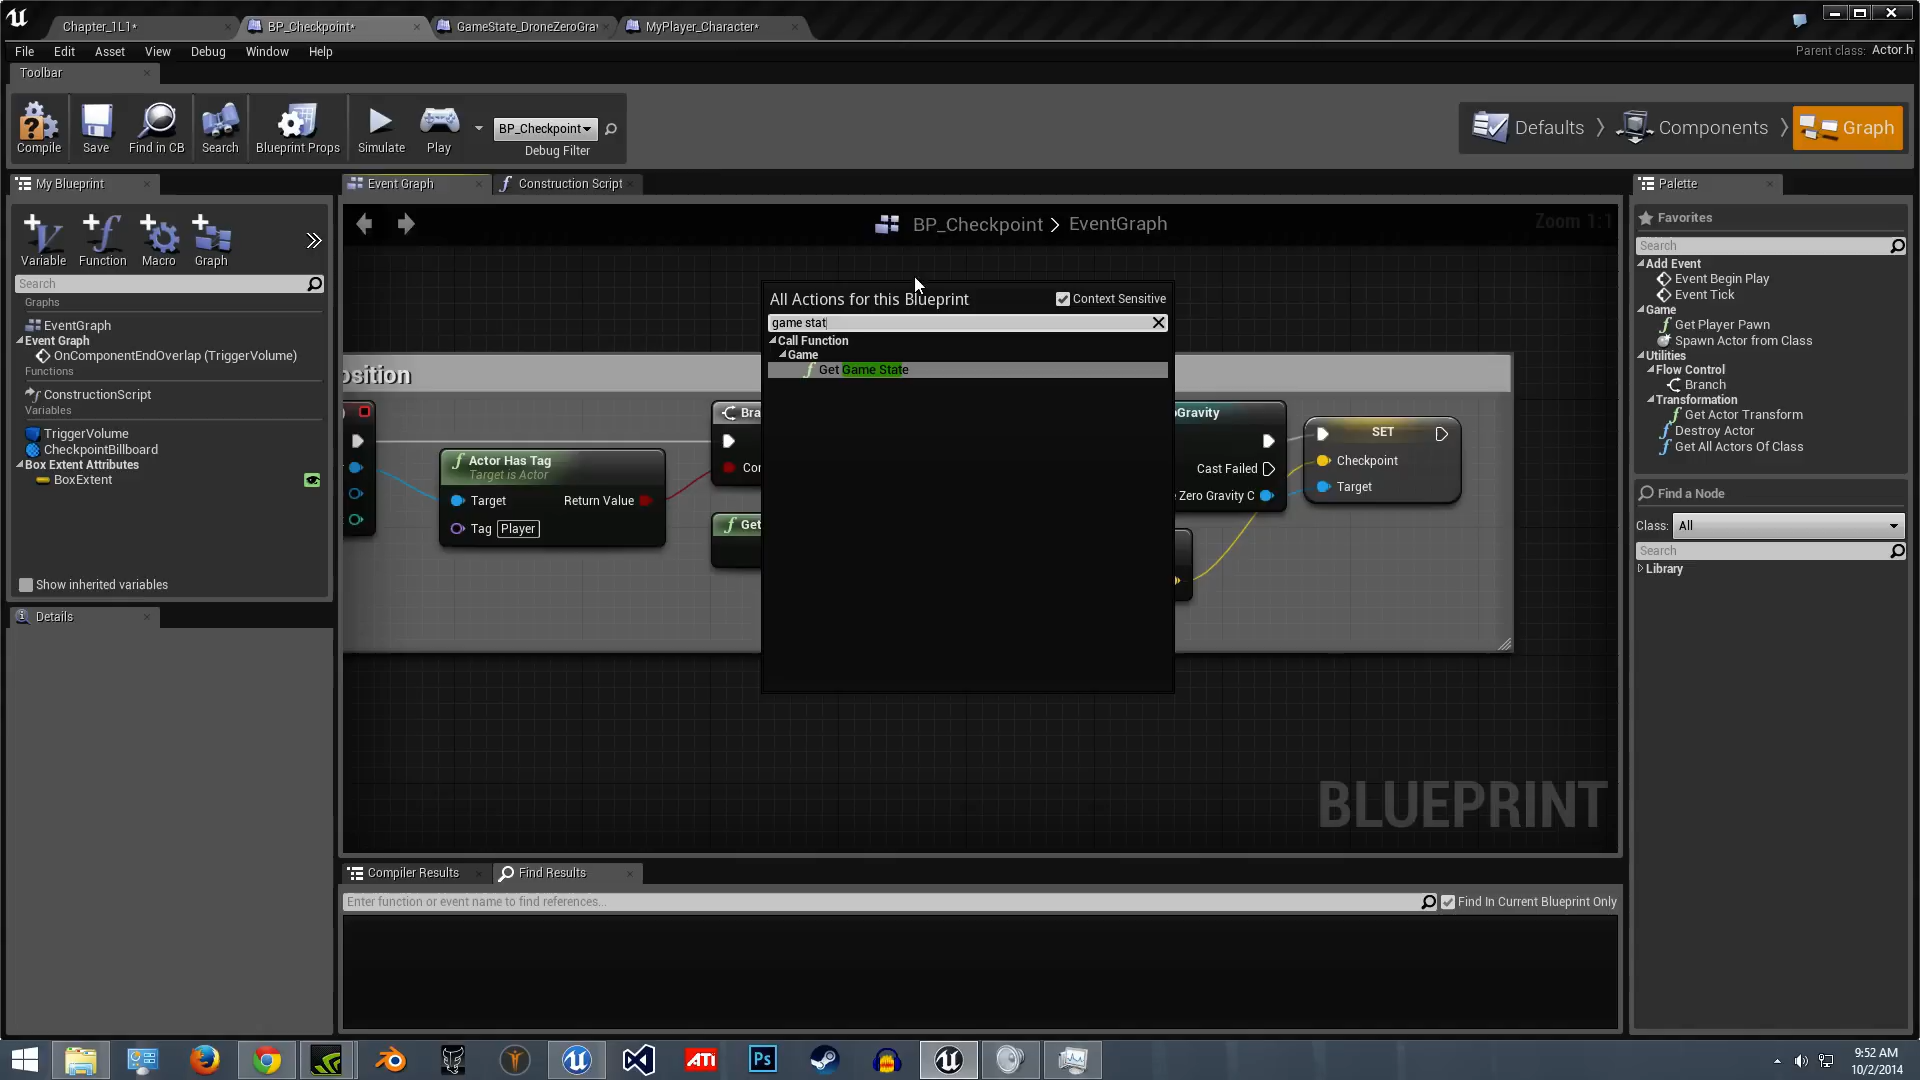 Chapter_1L1*
BP_Checkpoint*
GameState_DroneZeroGrav
MyPlayer_Character*
File Edit Asset View Debug Window Help
Parent class: Actor.h
Toolbar
Compile Save Find in CB Search Blueprint Props Simulate Play
BP_Checkpoint
Debug Filter
Defaults Components Graph
My Blueprint
Variable Function Macro Graph
Search
Graphs
EventGraph
Event Graph
OnComponentEndOverlap (TriggerVolume)
Functions
ConstructionScript
Variables
TriggerVolume
CheckpointBillboard
Box Extent Attributes
BoxExtent
Show inherited variables
Details
Event Graph
Construction Script
BP_Checkpoint > EventGraph
Zoom 1:1
All Actions for this Blueprint
Context Sensitive
game stat
Call Function
Game
Get Game State
osition
Actor Has Tag
Target is Actor
Target
Return Value
Tag Player
Bra
Cor
Get
oGravity
Cast Failed
Zero Gravity C
SET
Checkpoint
Target
BLUEPRINT
Compiler Results
Find Results
Enter function or event name to find references...
Find In Current Blueprint Only
Palette
Favorites
Search
Add Event
Event Begin Play
Event Tick
Game
Get Player Pawn
Spawn Actor from Class
Utilities
Flow Control
Branch
Transformation
Get Actor Transform
Destroy Actor
Get All Actors Of Class
Find a Node
Class: All
Search
Library
ATI
Ps
9:52 AM
10/2/2014